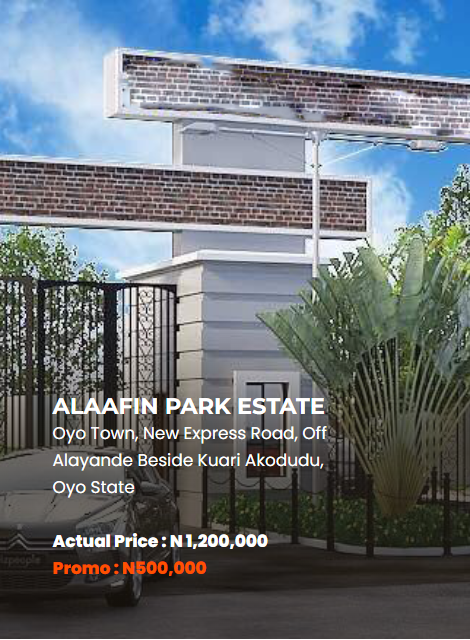 ALAAFIN PARK ESTATE
Oyo Town, New Express Road, Off
Alayande Beside Kuari Akodudu,
Oyo State
Actual Price : N1,200,000
Promo : N500,000